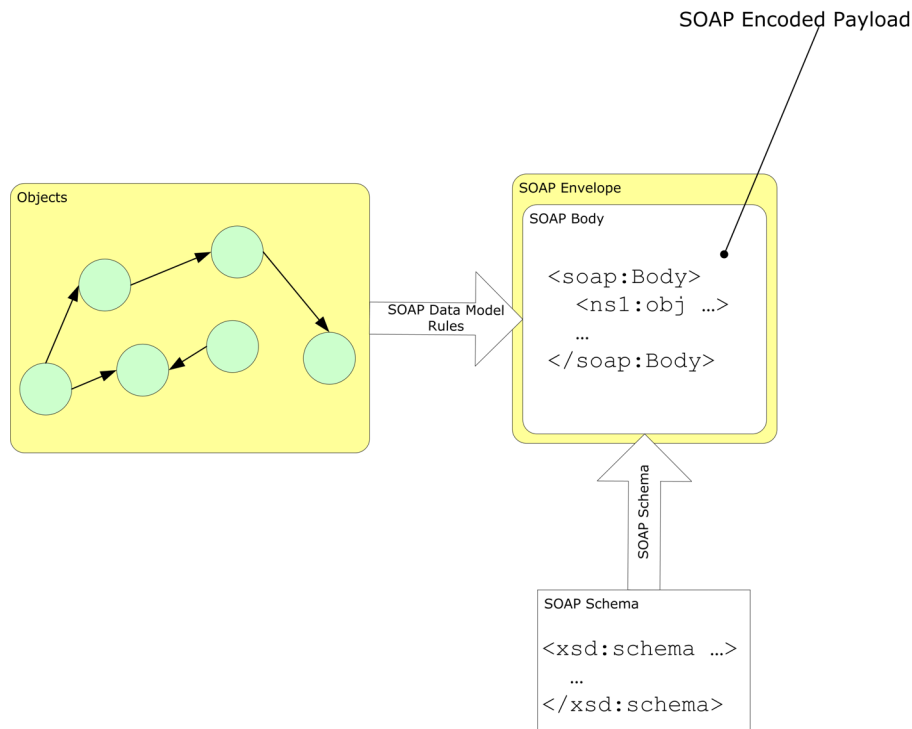 SOAP Encoded Payload
Objects
SOAP Envelope
SOAP Body
<soap:Body>
<ns1:obj …>
…
</soap:Body>
SOAP Data Model
Rules
SOAP Schema
SOAP Schema
<xsd:schema …>
…
</xsd:schema>